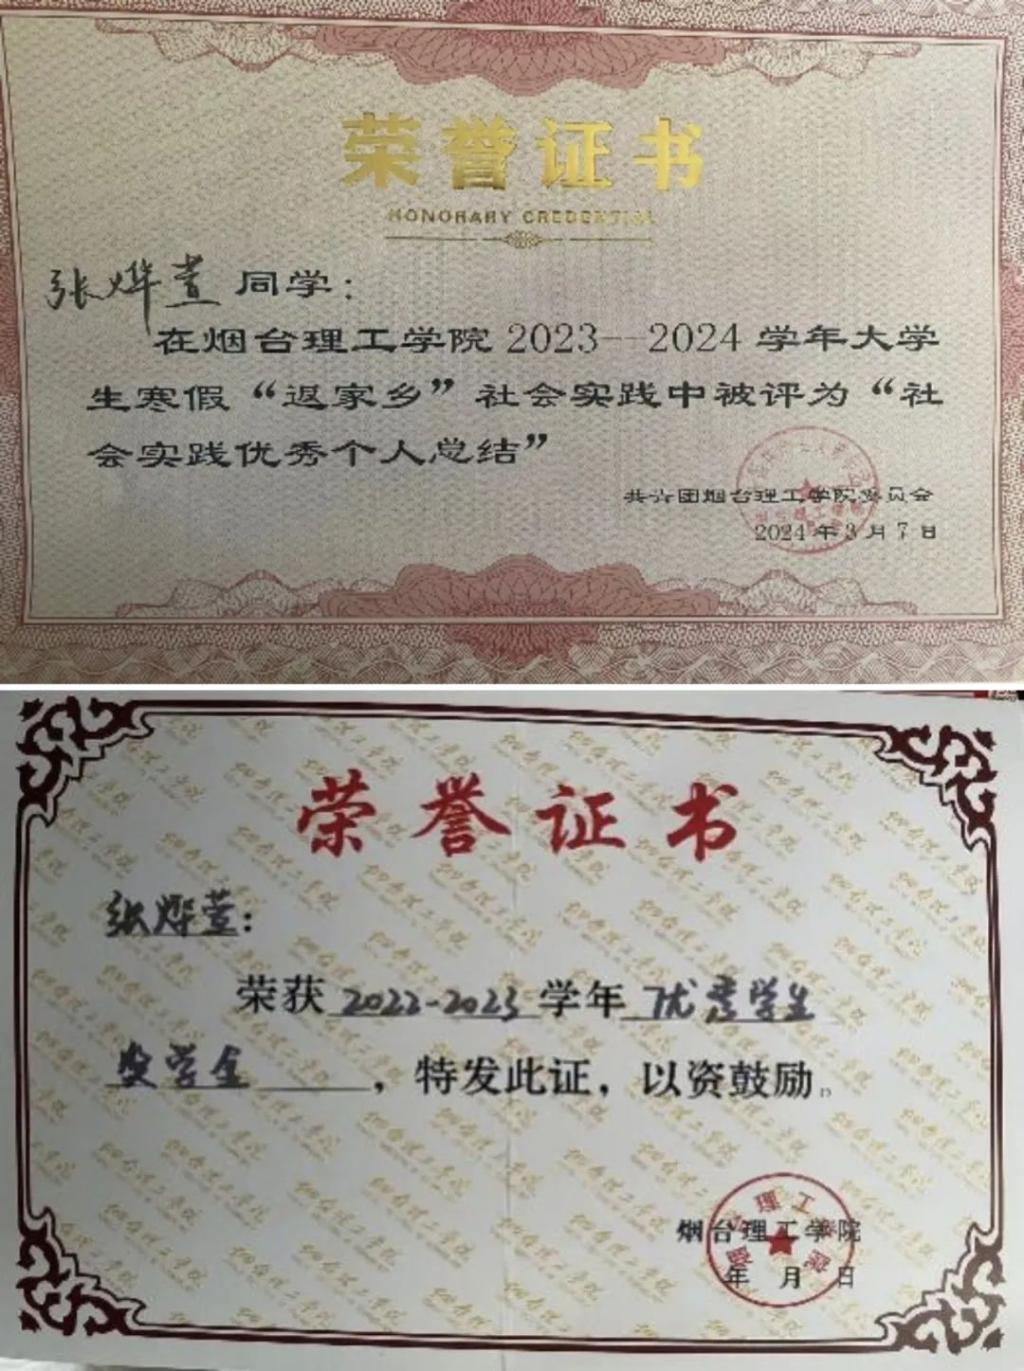 荣誉证书
HONORARY CREDENTIAL
张烨萱 同学：
在烟台理工学院 2023--2024 学年大学
生寒假“返家乡”社会实践中被评为“社
会实践优秀个人总结”
共青团烟台理工学院委员会
2024 年 3 月 7 日
荣誉证书
张烨萱：
荣获 2022-2023 学年 优秀学生
奖学金，特发此证，以资鼓励。
烟台理工学院
年 月 日